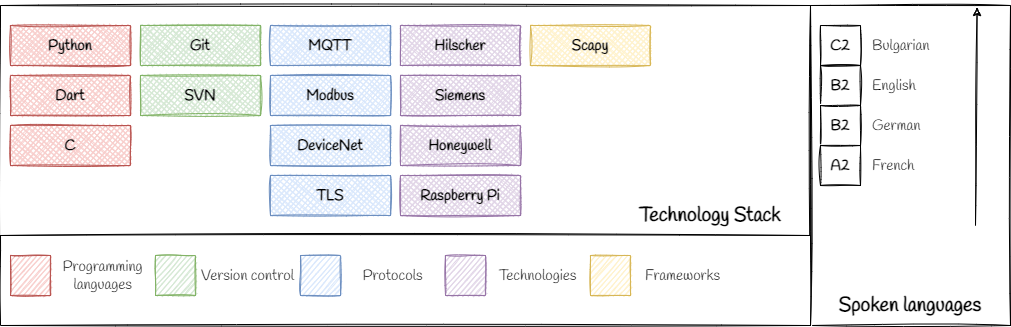 Python
Git
MQTT
Hilscher
Scapy
Dart
SVN
Modbus
Siemens
C
DeviceNet
Honeywell
TLS
Raspberry Pi
Technology Stack
Programming
languages
Version control
Protocols
Technologies
Frameworks
C2 Bulgarian
B2 English
B2 German
A2 French
Spoken languages